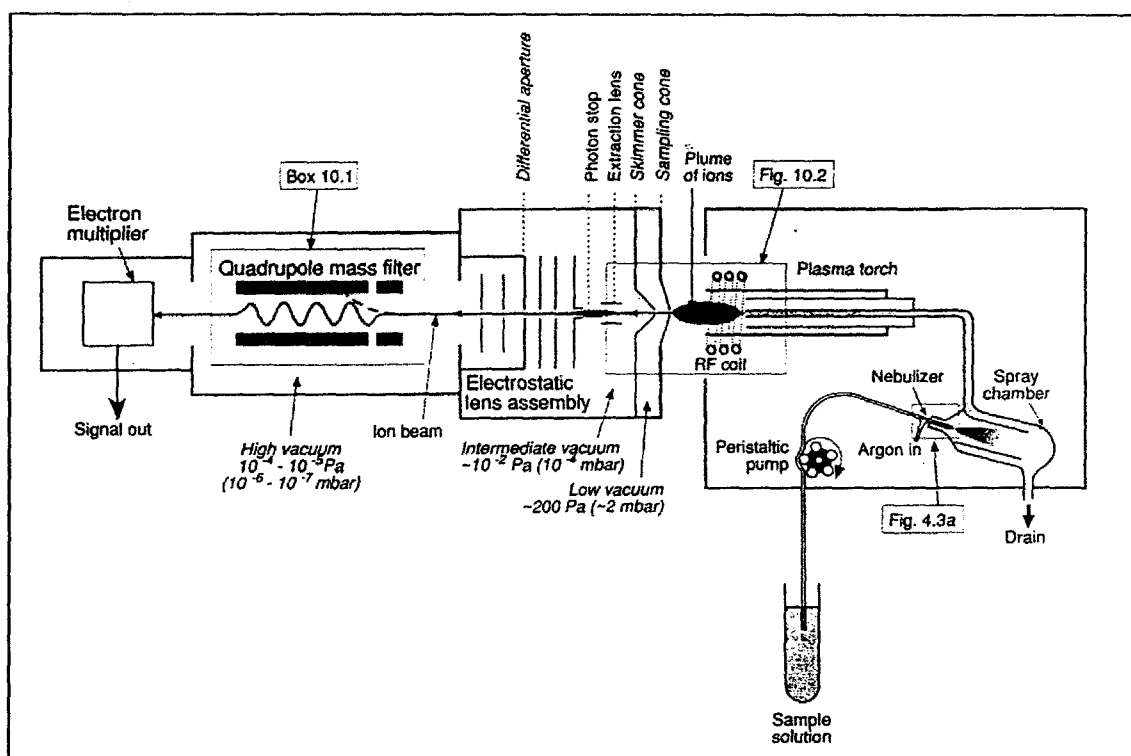 Differential aperture
Photon stop
Extraction lens
Skimmer cone
Sampling cone
Plume
of ions
Fig. 10.2
Box 10.1
Electron
multiplier
Quadrupole mass filter
Plasma torch
RF coil
Nebulizer
Spray
chamber
Electrostatic
lens assembly
Signal out
Ion beam
High vacuum
10⁻⁴ - 10⁻⁵ Pa
(10⁻⁶ - 10⁻⁷ mbar)
Intermediate vacuum
~10⁻² Pa (10⁻⁴ mbar)
Low vacuum
~200 Pa (~2 mbar)
Peristaltic
pump
Argon in
Fig. 4.3a
Drain
Sample
solution